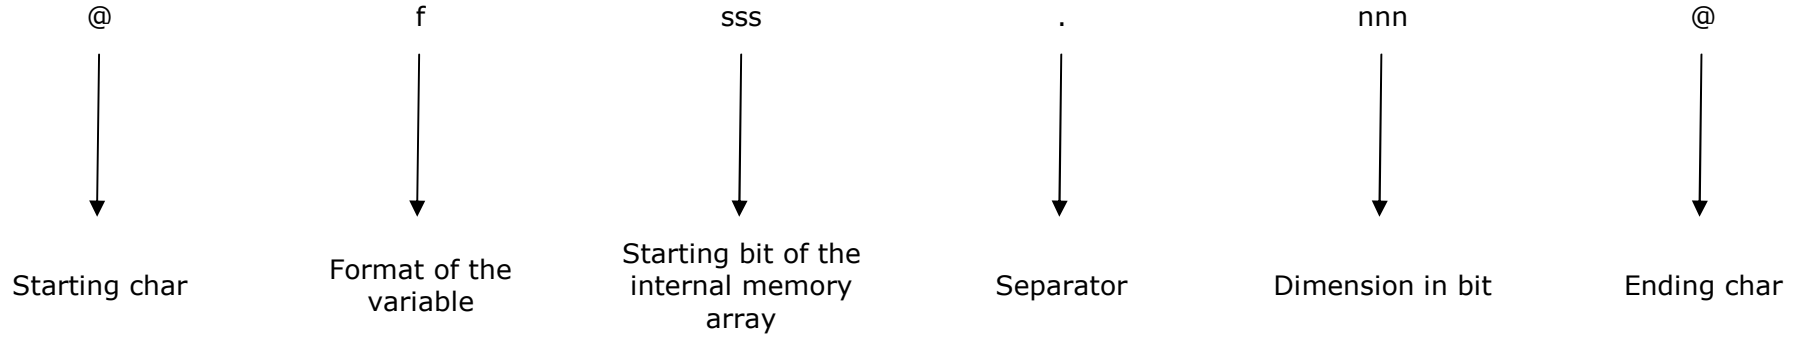 @ f sss . nnn @
Starting char
Format of the
variable
Starting bit of the
internal memory
array
Separator
Dimension in bit
Ending char